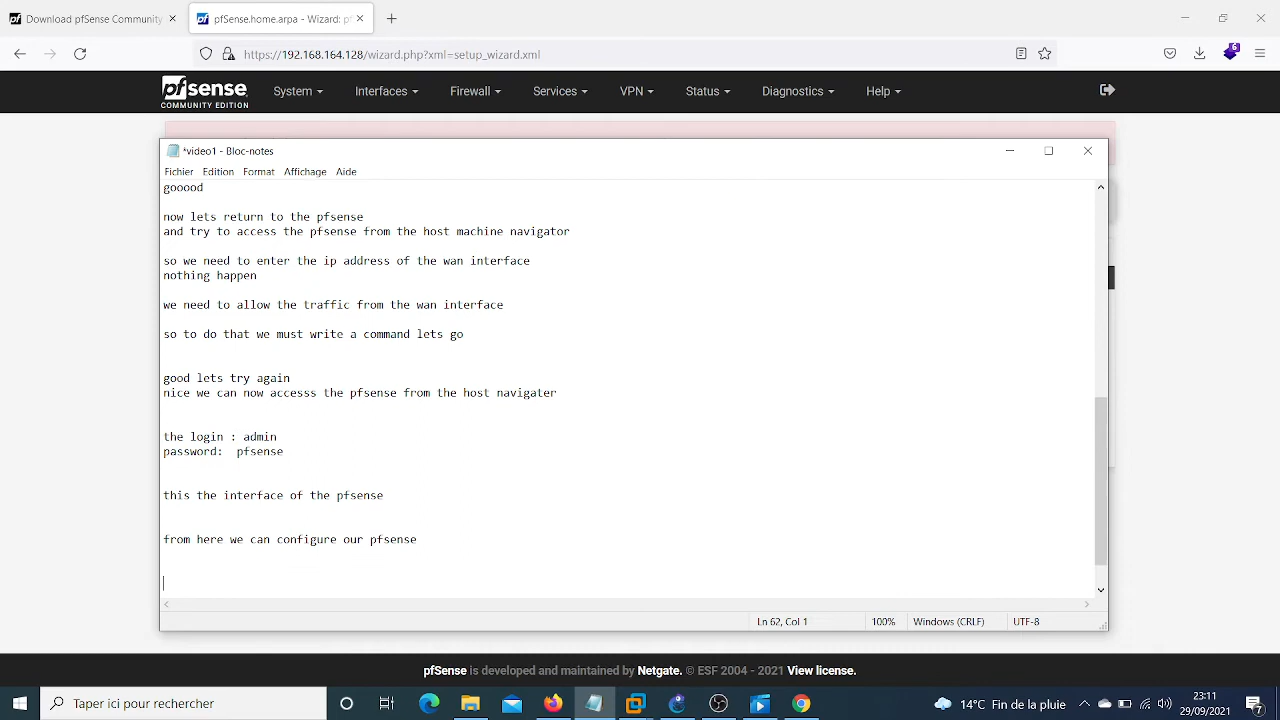 Download pfSense Community
pfSense.home.arpa - Wizard: pf
https://192.168.164.128/wizard.php?xml=setup_wizard.xml
6
pfsense
COMMUNITY EDITION
System
Interfaces
Firewall
Services
VPN
Status
Diagnostics
Help
*video1 - Bloc-notes
Fichier Edition Format Affichage Aide
gooood
now lets return to the pfsense
and try to access the pfsense from the host machine navigator
so we need to enter the ip address of the wan interface
nothing happen
we need to allow the traffic from the wan interface
so to do that we must write a command lets go
good lets try again
nice we can now accesss the pfsense from the host navigater
the login : admin
password:  pfsense
this the interface of the pfsense
from here we can configure our pfsense
Ln 62, Col 1
100%
Windows (CRLF)
UTF-8
pfSense is developed and maintained by Netgate. © ESF 2004 - 2021 View license.
Taper ici pour rechercher
14°C Fin de la pluie
23:11
29/09/2021
7